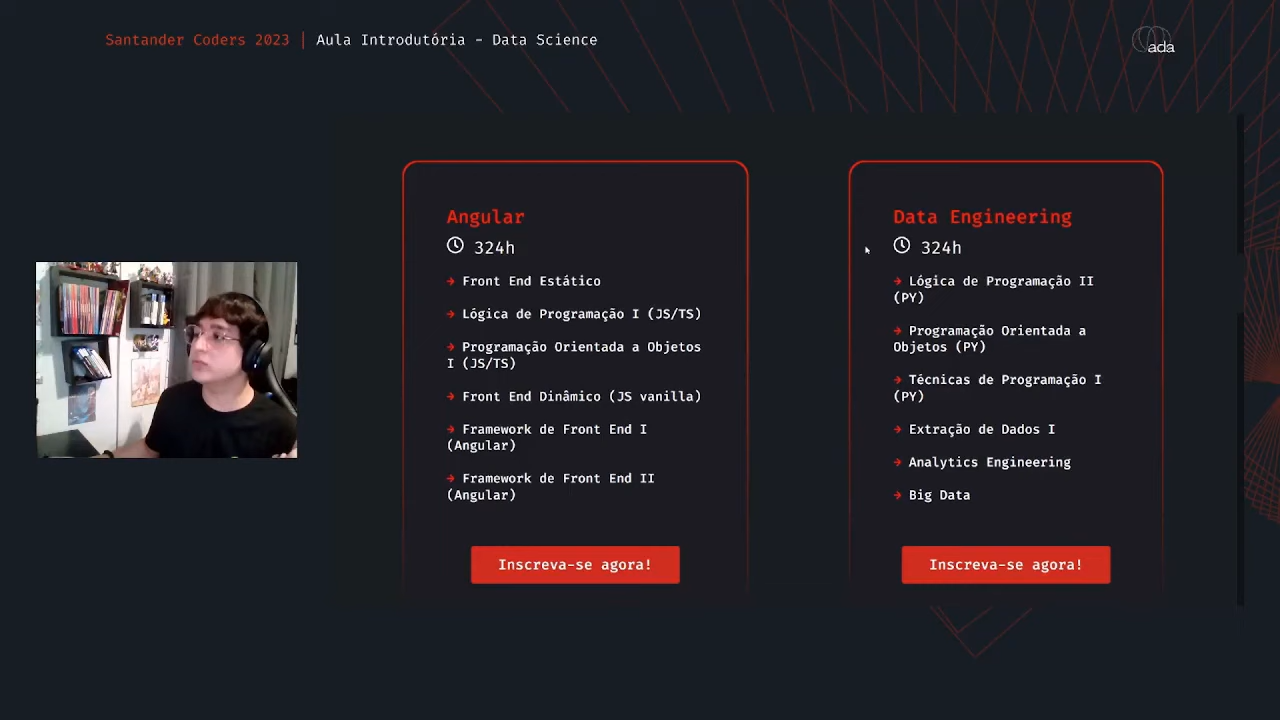 Santander Coders 2023 | Aula Introdutória - Data Science
ada
Angular
324h
→ Front End Estático
→ Lógica de Programação I (JS/TS)
→ Programação Orientada a Objetos
I (JS/TS)
→ Front End Dinâmico (JS vanilla)
→ Framework de Front End I
(Angular)
→ Framework de Front End II
(Angular)
Inscreva-se agora!
Data Engineering
324h
→ Lógica de Programação II
(PY)
→ Programação Orientada a
Objetos (PY)
→ Técnicas de Programação I
(PY)
→ Extração de Dados I
→ Analytics Engineering
→ Big Data
Inscreva-se agora!